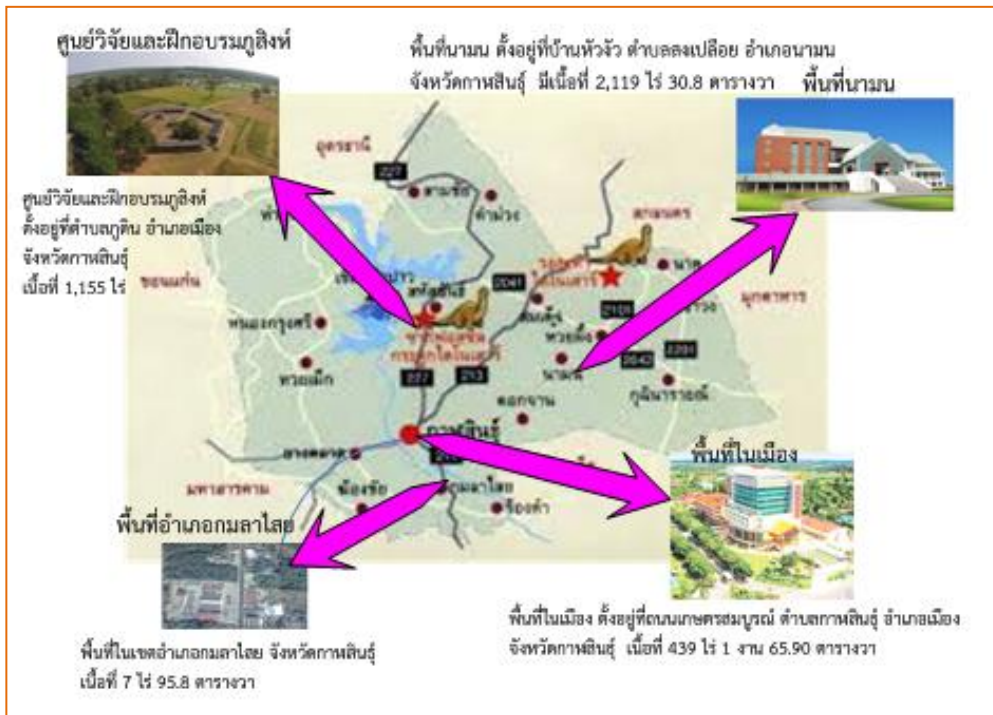 ศูนย์วิจัยและฝึกอบรมภูสิงห์
พื้นที่นามน ตั้งอยู่ที่บ้านหัวงัว ตำบลสงเปลือย อำเภอนามน
จังหวัดกาฬสินธุ์ มีเนื้อที่ 2,119 ไร่ 30.8 ตารางวา
พื้นที่นามน
ศูนย์วิจัยและฝึกอบรมภูสิงห์
ตั้งอยู่ที่ตำบลภูดิน อำเภอเมือง
จังหวัดกาฬสินธุ์
เนื้อที่ 1,155 ไร่
อุดรธานี
227
สามชัย
คำม่วง
สกลนคร
ขอนแก่น
สหัสขันธ์
2041
สมเด็จ
นาคู
มุกดาหาร
หนองกุงศรี
ห้วยผึ้ง
2101
2042
2291
ห้วยเม็ก
227
213
นามน
กุฉินารายณ์
ดอนจาน
กาฬสินธุ์
ยางตลาด
มหาสารคาม
ฆ้องชัย
กมลาไสย
ร่องคำ
พื้นที่ในเมือง
พื้นที่อำเภอกมลาไสย
พื้นที่ในเมือง ตั้งอยู่ที่ถนนเกษตรสมบูรณ์ ตำบลกาฬสินธุ์ อำเภอเมือง
จังหวัดกาฬสินธุ์ เนื้อที่ 439 ไร่ 1 งาน 65.90 ตารางวา
พื้นที่ในเขตอำเภอกมลาไสย จังหวัดกาฬสินธุ์
เนื้อที่ 7 ไร่ 95.8 ตารางวา